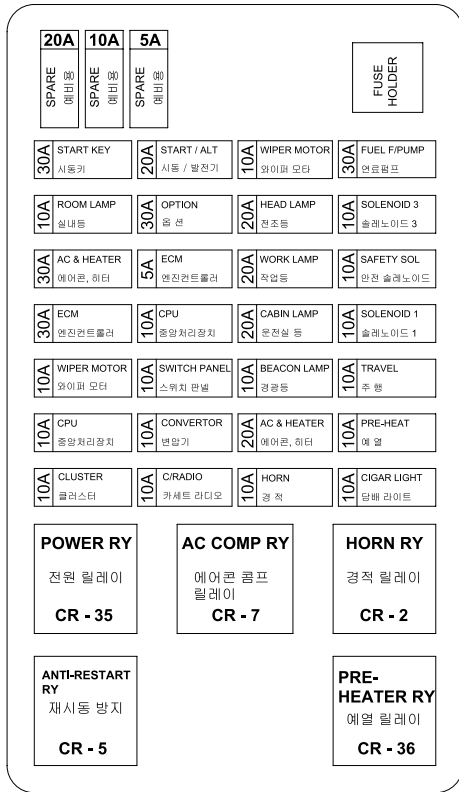 20A
10A
5A
SPARE
예비용
SPARE
예비용
SPARE
예비용
FUSE
HOLDER
30A
START KEY
시동키
20A
START / ALT
시동 / 발전기
10A
WIPER MOTOR
와이퍼 모타
30A
FUEL F/PUMP
연료펌프
10A
ROOM LAMP
실내등
30A
OPTION
옵 션
20A
HEAD LAMP
전조등
10A
SOLENOID 3
솔레노이드 3
30A
AC & HEATER
에어콘, 히터
5A
ECM
엔진컨트롤러
20A
WORK LAMP
작업등
10A
SAFETY SOL
안전 솔레노이드
30A
ECM
엔진컨트롤러
10A
CPU
중앙처리장치
20A
CABIN LAMP
운전실 등
10A
SOLENOID 1
솔레노이드 1
10A
WIPER MOTOR
와이퍼 모터
10A
SWITCH PANEL
스위치 판넬
10A
BEACON LAMP
경광등
10A
TRAVEL
주 행
10A
CPU
중앙처리장치
10A
CONVERTOR
변압기
20A
AC & HEATER
에어콘, 히터
10A
PRE-HEAT
예 열
10A
CLUSTER
클러스터
10A
C/RADIO
카세트 라디오
10A
HORN
경 적
10A
CIGAR LIGHT
담배 라이트
POWER RY
전원 릴레이
CR - 35
AC COMP RY
에어콘 콤프
릴레이
CR - 7
HORN RY
경적 릴레이
CR - 2
ANTI-RESTART
RY
재시동 방지
CR - 5
PRE-
HEATER RY
예열 릴레이
CR - 36